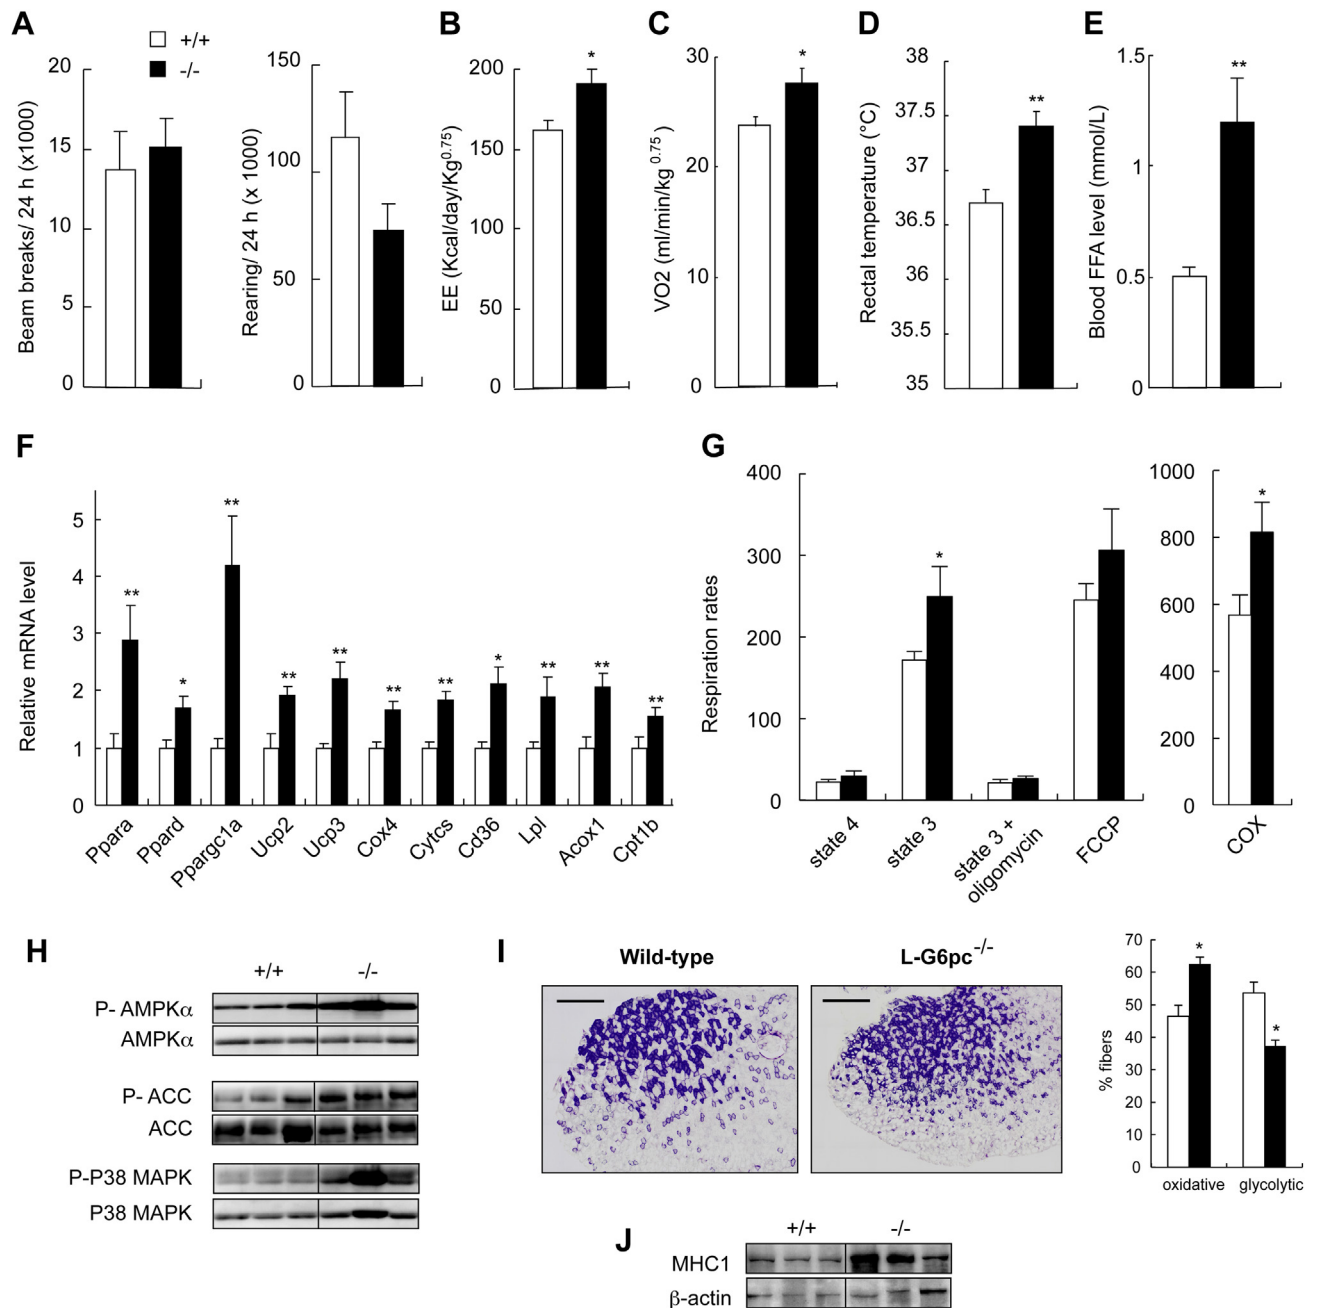 A
+/+
-/-
Beam breaks/ 24 h (x1000)
20
15
10
5
0
Rearing/ 24 h (x 1000)
150
100
50
0
B
EE (Kcal/day/Kg0.75)
200
150
100
50
0
*
C
VO2 (ml/min/kg0.75)
30
20
10
0
*
D
Rectal temperature (°C)
38
37.5
37
36.5
36
35.5
35
**
E
Blood FFA level (mmol/L)
1.5
1
0.5
0
**
F
Relative mRNA level
5
4
3
2
1
0
** * ** ** ** ** ** * ** ** **
Ppara
Ppard
Ppargc1a
Ucp2
Ucp3
Cox4
Cytcs
Cd36
Lpl
Acox1
Cpt1b
G
Respiration rates
400
300
200
100
0
*
state 4
state 3
state 3 +
oligomycin
FCCP
1000
800
600
400
200
0
*
COX
H
+/+ -/-
P- AMPKα
AMPKα
P- ACC
ACC
P-P38 MAPK
P38 MAPK
I
Wild-type
L-G6pc-/-
% fibers
70
60
50
40
30
20
10
0
*
*
oxidative glycolytic
J
+/+ -/-
MHC1
β-actin